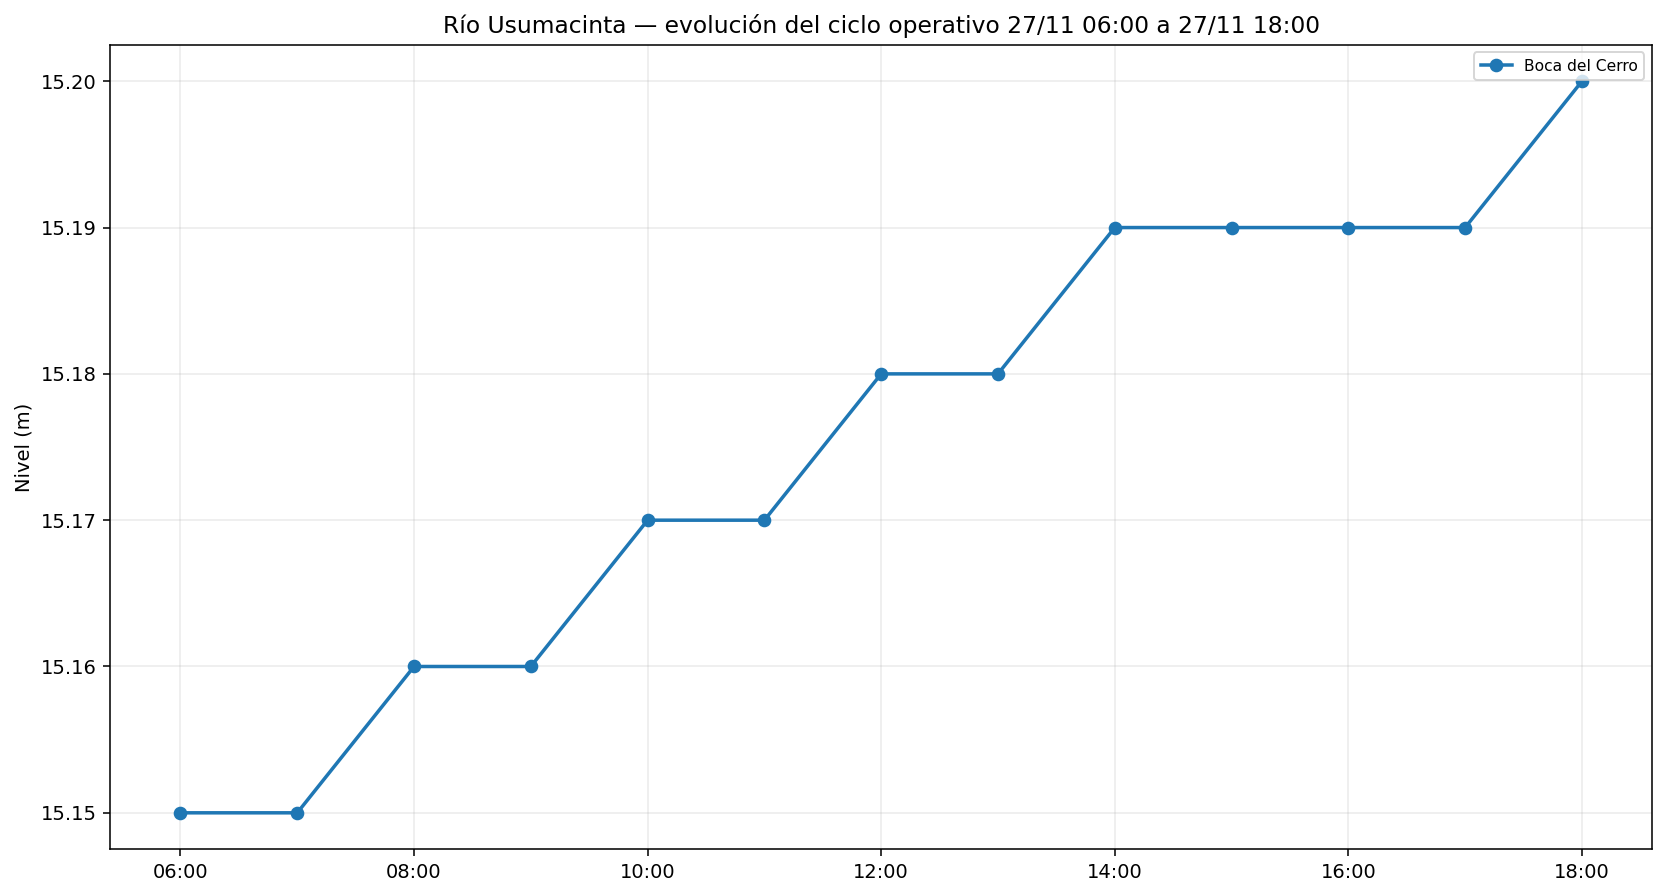 Río Usumacinta — evolución del ciclo operativo 27/11 06:00 a 27/11 18:00
Boca del Cerro
Nivel (m)
15.20
15.19
15.18
15.17
15.16
15.15
06:00 08:00 10:00 12:00 14:00 16:00 18:00